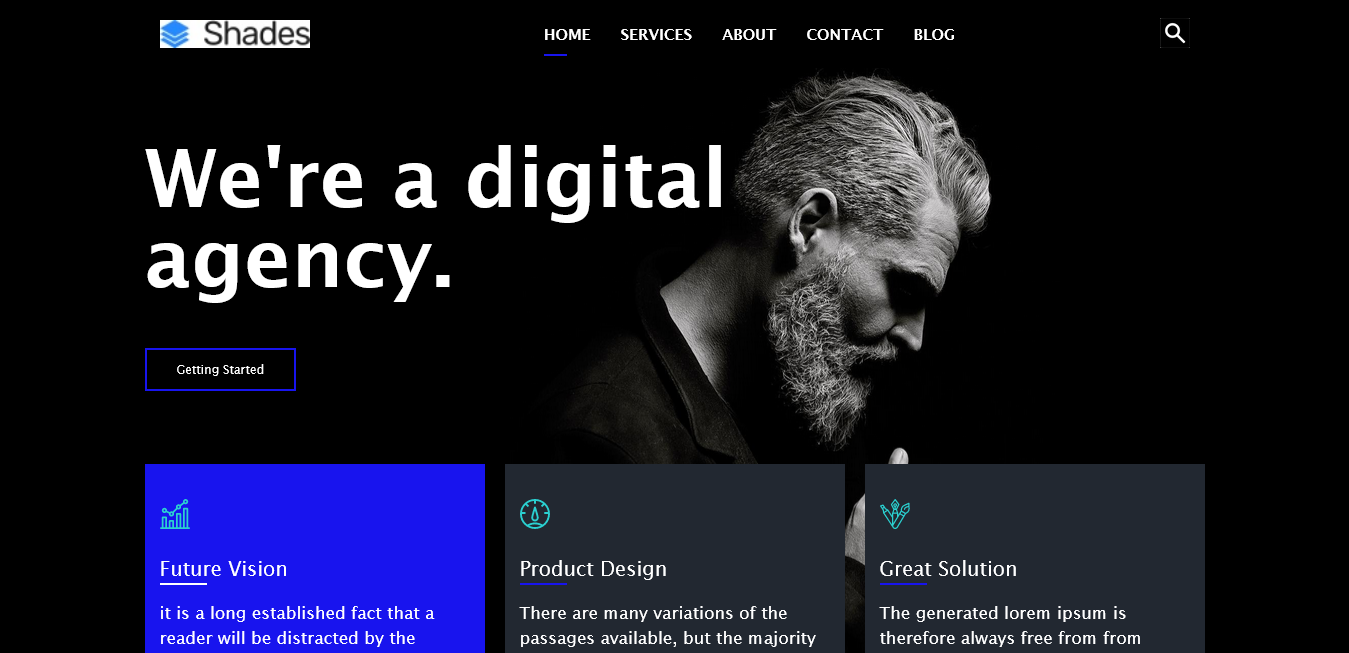 Shades
HOME SERVICES ABOUT CONTACT BLOG
We're a digital
agency.
Getting Started
Future Vision
it is a long established fact that a
reader will be distracted by the
Product Design
There are many variations of the
passages available, but the majority
Great Solution
The generated lorem ipsum is
therefore always free from from